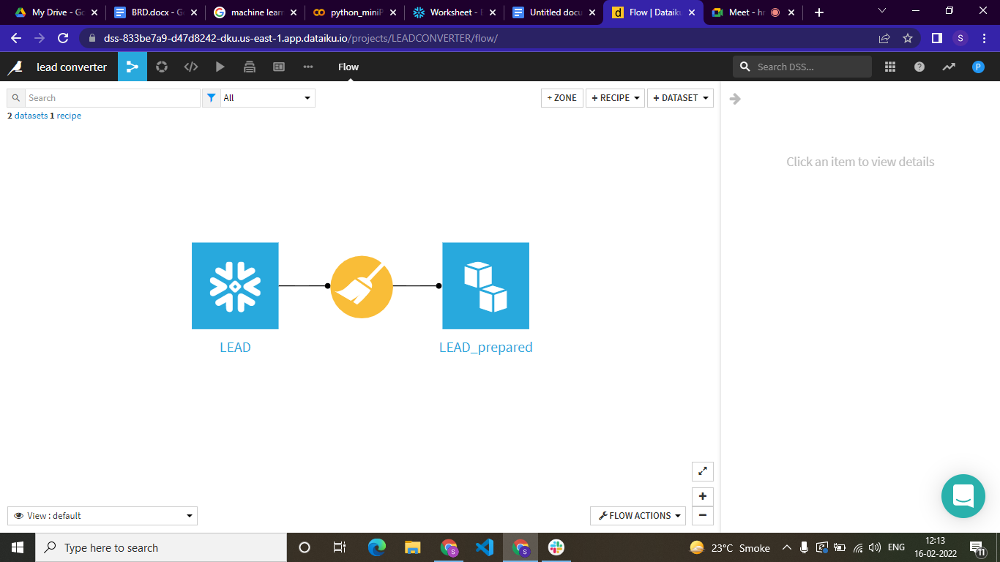 My Drive - Go
BRD.docx - G
machine lear
python_miniP
Worksheet - E
Untitled docu
Flow | Dataiku
Meet - hr
dss-833be7a9-d47d8242-dku.us-east-1.app.dataiku.io/projects/LEADCONVERTER/flow/
S
lead converter
Flow
Search DSS...
P
Search
All
+ ZONE
+ RECIPE
+ DATASET
2 datasets 1 recipe
Click an item to view details
LEAD
LEAD_prepared
View : default
FLOW ACTIONS
Type here to search
23°C Smoke
ENG
12:13
16-02-2022
11